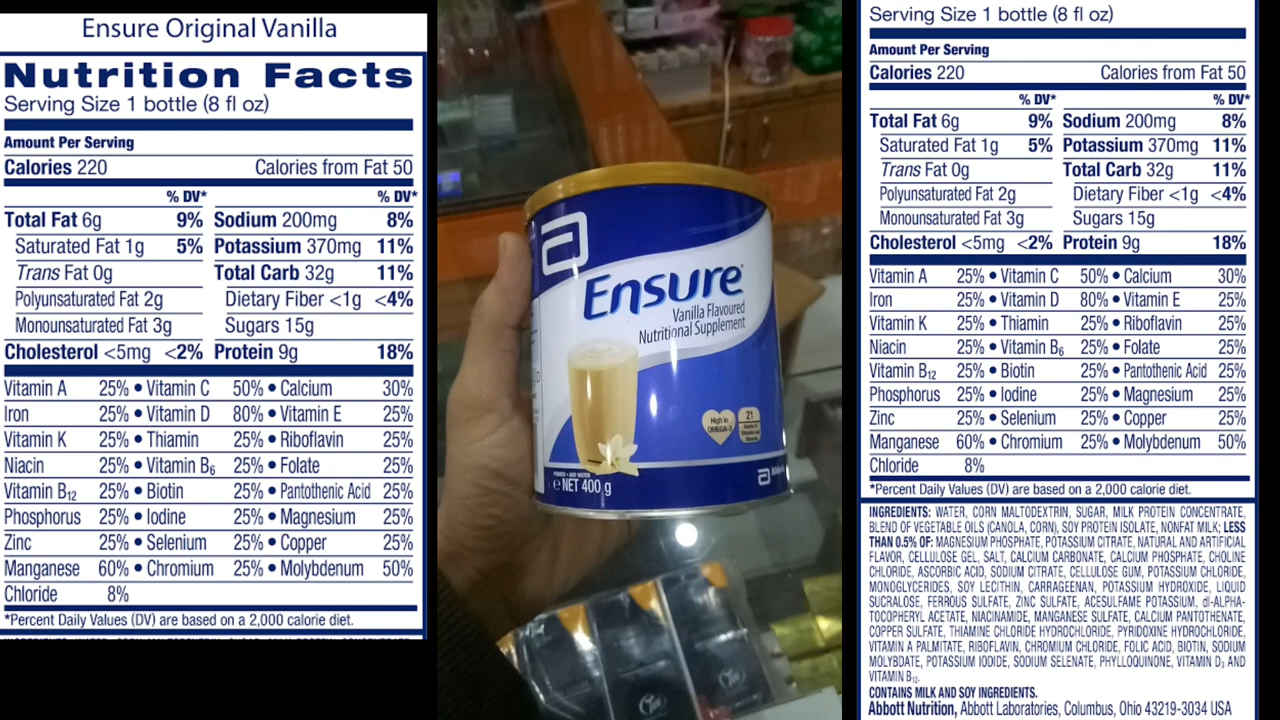 Ensure Original Vanilla
Nutrition Facts
Serving Size 1 bottle (8 fl oz)
Amount Per Serving
Calories 220 Calories from Fat 50
% DV* % DV*
Total Fat 6g 9% Sodium 200mg 8%
Saturated Fat 1g 5% Potassium 370mg 11%
Trans Fat 0g Total Carb 32g 11%
Polyunsaturated Fat 2g Dietary Fiber <1g <4%
Monounsaturated Fat 3g Sugars 15g
Cholesterol <5mg <2% Protein 9g 18%
Vitamin A 25% • Vitamin C 50% • Calcium 30%
Iron 25% • Vitamin D 80% • Vitamin E 25%
Vitamin K 25% • Thiamin 25% • Riboflavin 25%
Niacin 25% • Vitamin B6 25% • Folate 25%
Vitamin B12 25% • Biotin 25% • Pantothenic Acid 25%
Phosphorus 25% • Iodine 25% • Magnesium 25%
Zinc 25% • Selenium 25% • Copper 25%
Manganese 60% • Chromium 25% • Molybdenum 50%
Chloride 8%
*Percent Daily Values (DV) are based on a 2,000 calorie diet.
Ensure
Vanilla Flavoured
Nutritional Supplement
High in
OMEGA-3
21
POWDER - ADD WATER
℮ NET 400 g
Abbott
Serving Size 1 bottle (8 fl oz)
Amount Per Serving
Calories 220 Calories from Fat 50
% DV* % DV*
Total Fat 6g 9% Sodium 200mg 8%
Saturated Fat 1g 5% Potassium 370mg 11%
Trans Fat 0g Total Carb 32g 11%
Polyunsaturated Fat 2g Dietary Fiber <1g <4%
Monounsaturated Fat 3g Sugars 15g
Cholesterol <5mg <2% Protein 9g 18%
Vitamin A 25% • Vitamin C 50% • Calcium 30%
Iron 25% • Vitamin D 80% • Vitamin E 25%
Vitamin K 25% • Thiamin 25% • Riboflavin 25%
Niacin 25% • Vitamin B6 25% • Folate 25%
Vitamin B12 25% • Biotin 25% • Pantothenic Acid 25%
Phosphorus 25% • Iodine 25% • Magnesium 25%
Zinc 25% • Selenium 25% • Copper 25%
Manganese 60% • Chromium 25% • Molybdenum 50%
Chloride 8%
*Percent Daily Values (DV) are based on a 2,000 calorie diet.
INGREDIENTS: WATER, CORN MALTODEXTRIN, SUGAR, MILK PROTEIN CONCENTRATE,
BLEND OF VEGETABLE OILS (CANOLA, CORN), SOY PROTEIN ISOLATE, NONFAT MILK; LESS
THAN 0.5% OF: MAGNESIUM PHOSPHATE, POTASSIUM CITRATE, NATURAL AND ARTIFICIAL
FLAVOR, CELLULOSE GEL, SALT, CALCIUM CARBONATE, CALCIUM PHOSPHATE, CHOLINE
CHLORIDE, ASCORBIC ACID, SODIUM CITRATE, CELLULOSE GUM, POTASSIUM CHLORIDE,
MONOGLYCERIDES, SOY LECITHIN, CARRAGEENAN, POTASSIUM HYDROXIDE, LIQUID
SUCRALOSE, FERROUS SULFATE, ZINC SULFATE, ACESULFAME POTASSIUM, dl-ALPHA-
TOCOPHERYL ACETATE, NIACINAMIDE, MANGANESE SULFATE, CALCIUM PANTOTHENATE,
COPPER SULFATE, THIAMINE CHLORIDE HYDROCHLORIDE, PYRIDOXINE HYDROCHLORIDE,
VITAMIN A PALMITATE, RIBOFLAVIN, CHROMIUM CHLORIDE, FOLIC ACID, BIOTIN, SODIUM
MOLYBDATE, POTASSIUM IODIDE, SODIUM SELENATE, PHYLLOQUINONE, VITAMIN D3 AND
VITAMIN B12.
CONTAINS MILK AND SOY INGREDIENTS.
Abbott Nutrition, Abbott Laboratories, Columbus, Ohio 43219-3034 USA